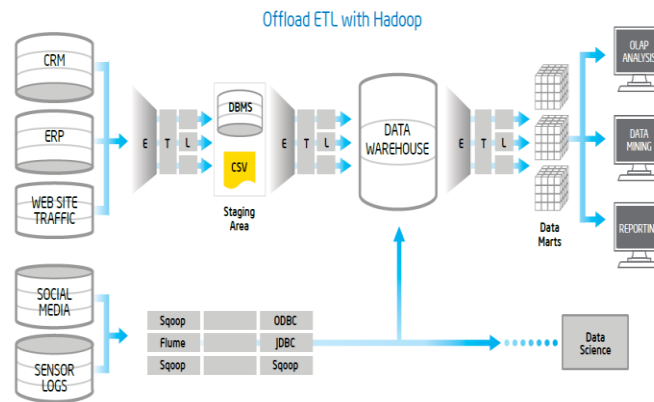 Offload ETL with Hadoop
CRM
ERP
WEB SITE
TRAFFIC
E T L
DBMS
CSV
Staging
Area
E T L
DATA
WAREHOUSE
E T L
Data
Marts
OLAP
ANALYSIS
DATA
MINING
REPORTING
SOCIAL
MEDIA
SENSOR
LOGS
Sqoop ODBC
Flume JDBC
Sqoop Sqoop
Data
Science